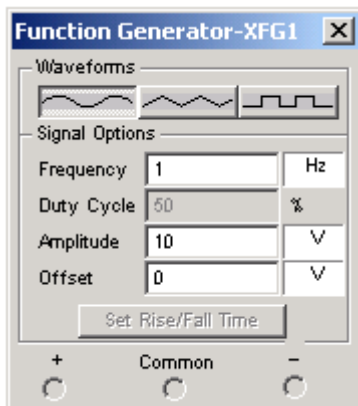 Function Generator-XFG1
Waveforms
Signal Options
Frequency 1 Hz
Duty Cycle 50 %
Amplitude 10 V
Offset 0 V
Set Rise/Fall Time
+ Common −